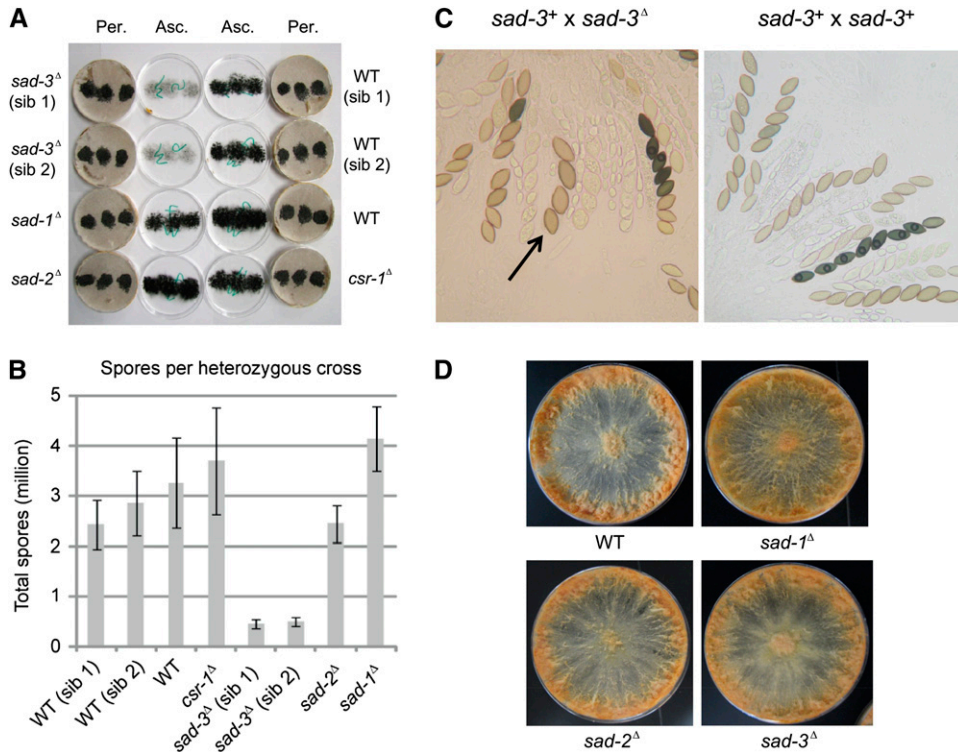 A
Per. Asc. Asc. Per.
sad-3Δ
(sib 1)
WT
(sib 1)
sad-3Δ
(sib 2)
WT
(sib 2)
sad-1Δ
WT
sad-2Δ
csr-1Δ
B
Spores per heterozygous cross
Total spores (million)
5
4
3
2
1
0
WT (sib 1)
WT (sib 2)
WT
csr-1Δ
sad-3Δ (sib 1)
sad-3Δ (sib 2)
sad-2Δ
sad-1Δ
C
sad-3+ x sad-3Δ
sad-3+ x sad-3+
D
WT
sad-1Δ
sad-2Δ
sad-3Δ